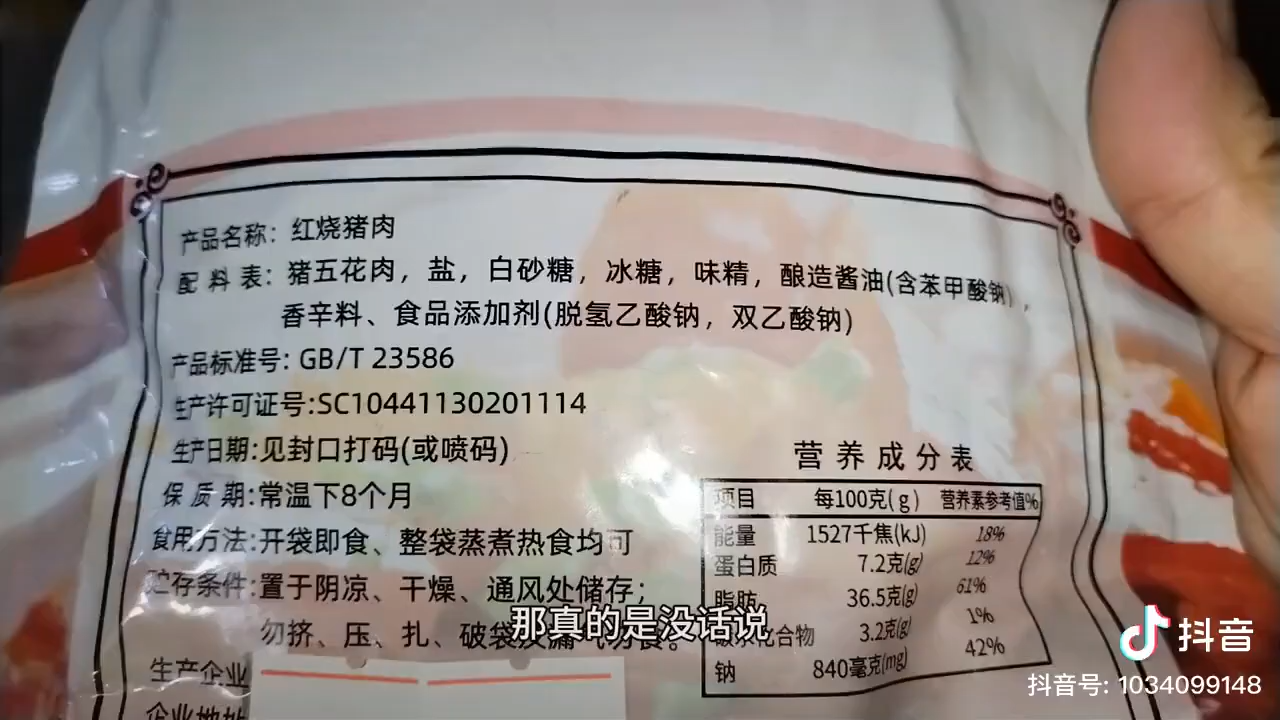 产品名称：红烧猪肉
配 料 表：猪五花肉，盐，白砂糖，冰糖，味精，酿造酱油(含苯甲酸钠)，
香辛料、食品添加剂(脱氢乙酸钠，双乙酸钠)
产品标准号: GB/T 23586
生产许可证号:SC10441130201114
生产日期:见封口打码(或喷码)
保 质 期:常温下8个月
食用方法:开袋即食、整袋蒸煮热食均可
贮存条件:置于阴凉、干燥、通风处储存；
勿挤、压、扎、破袋
生产企业
企业地址
营养成分表
项目 每100克(g) 营养素参考值%
能量 1527千焦(kJ) 18%
蛋白质 7.2克(g) 12%
脂肪 36.5克(g) 61%
碳水化合物 3.2克(g) 1%
钠 840毫克(mg) 42%
那真的是没话说
抖音
抖音号: 1034099148